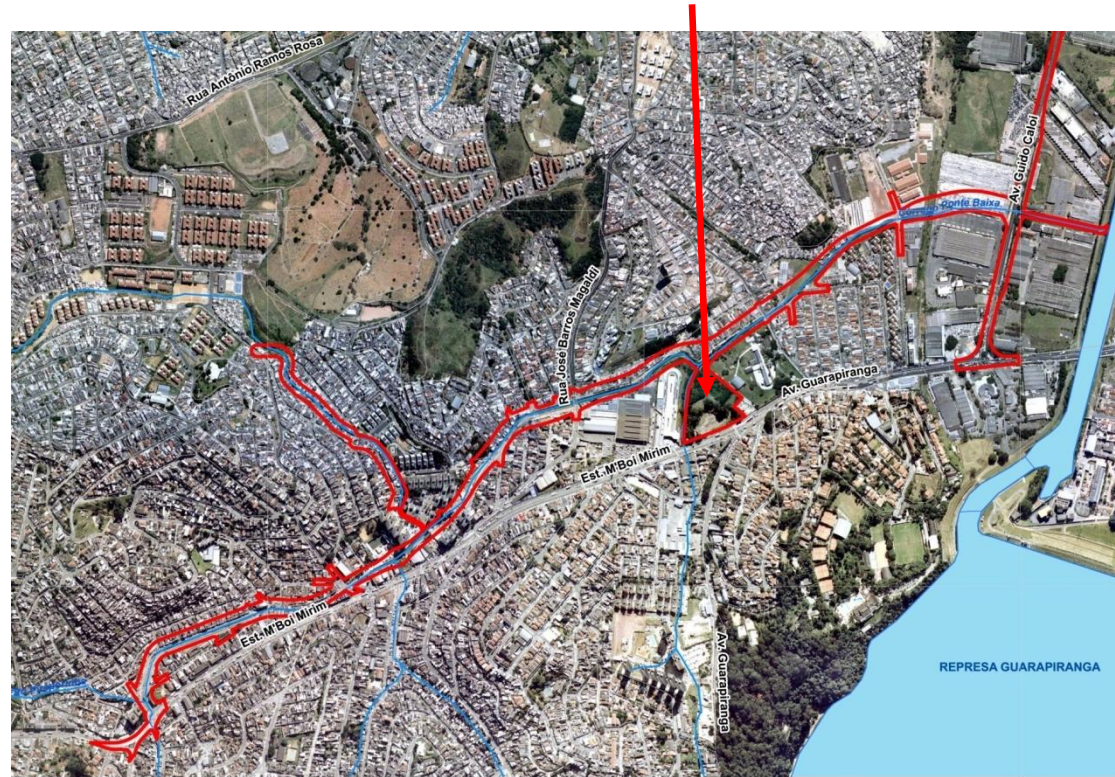 Rua Antônio Ramos Rosa
Av. Guido Caloi
Córrego Ponte Baixa
Rua José Barros Magaldi
Av. Guarapiranga
Est. M'Boi Mirim
Est. M'Boi Mirim
Av. Guarapiranga
REPRESA GUARAPIRANGA